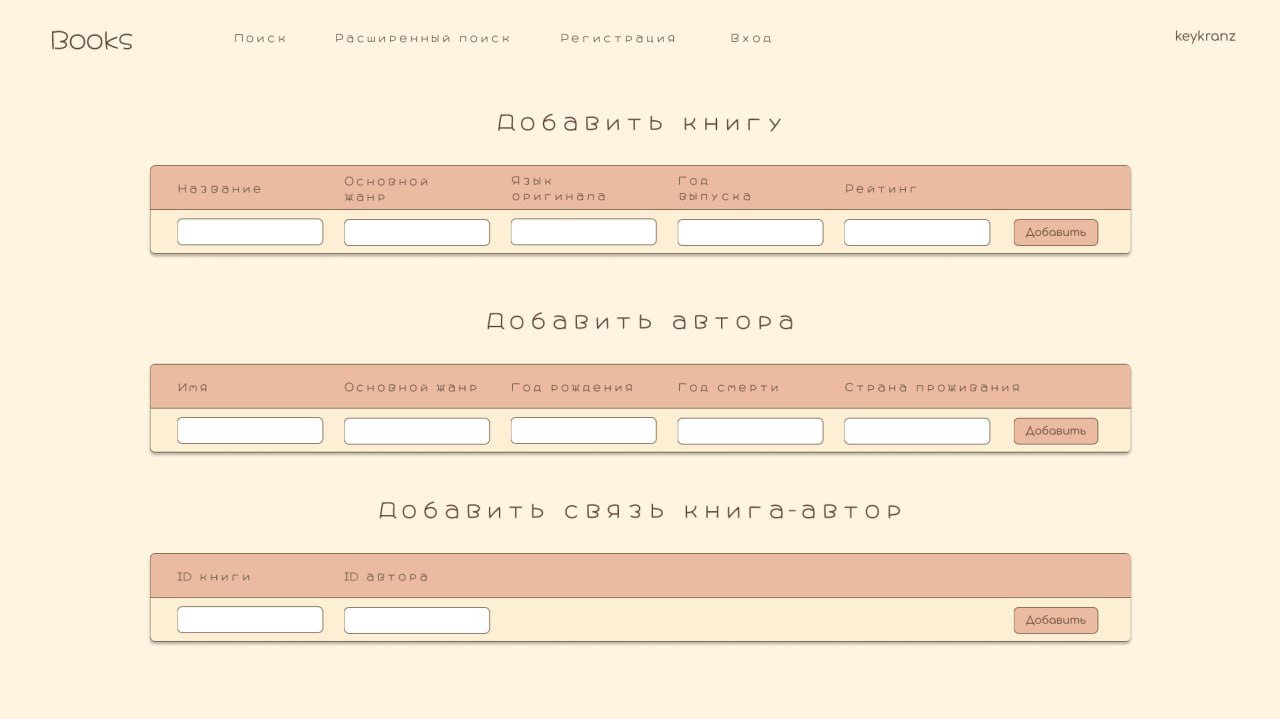 Books Поиск Расширенный поиск Регистрация Вход keykranz
Добавить книгу
Название Основной жанр Язык оригинала Год выпуска Рейтинг
Добавить
Добавить автора
Имя Основной жанр Год рождения Год смерти Страна проживания
Добавить
Добавить связь книга-автор
ID книги ID автора
Добавить